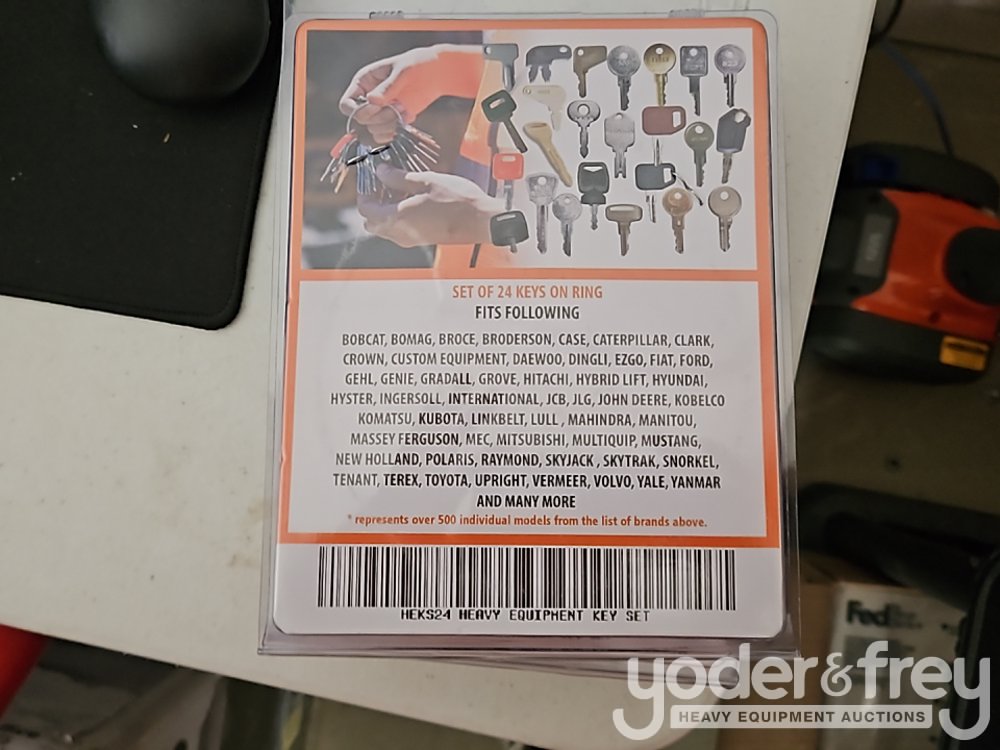 SET OF 24 KEYS ON RING
FITS FOLLOWING
BOBCAT, BOMAG, BROCE, BRODERSON, CASE, CATERPILLAR, CLARK,
CROWN, CUSTOM EQUIPMENT, DAEWOO, DINGLI, EZGO, FIAT, FORD,
GEHL, GENIE, GRADALL, GROVE, HITACHI, HYBRID LIFT, HYUNDAI,
HYSTER, INGERSOLL, INTERNATIONAL, JCB, JLG, JOHN DEERE, KOBELCO
KOMATSU, KUBOTA, LINKBELT, LULL , MAHINDRA, MANITOU,
MASSEY FERGUSON, MEC, MITSUBISHI, MULTIQUIP, MUSTANG,
NEW HOLLAND, POLARIS, RAYMOND, SKYJACK , SKYTRAK, SNORKEL,
TENANT, TEREX, TOYOTA, UPRIGHT, VERMEER, VOLVO, YALE, YANMAR
AND MANY MORE
* represents over 500 individual models from the list of brands above.
HEKS24 HEAVY EQUIPMENT KEY SET
FedEx
yoder&frey
HEAVY EQUIPMENT AUCTIONS